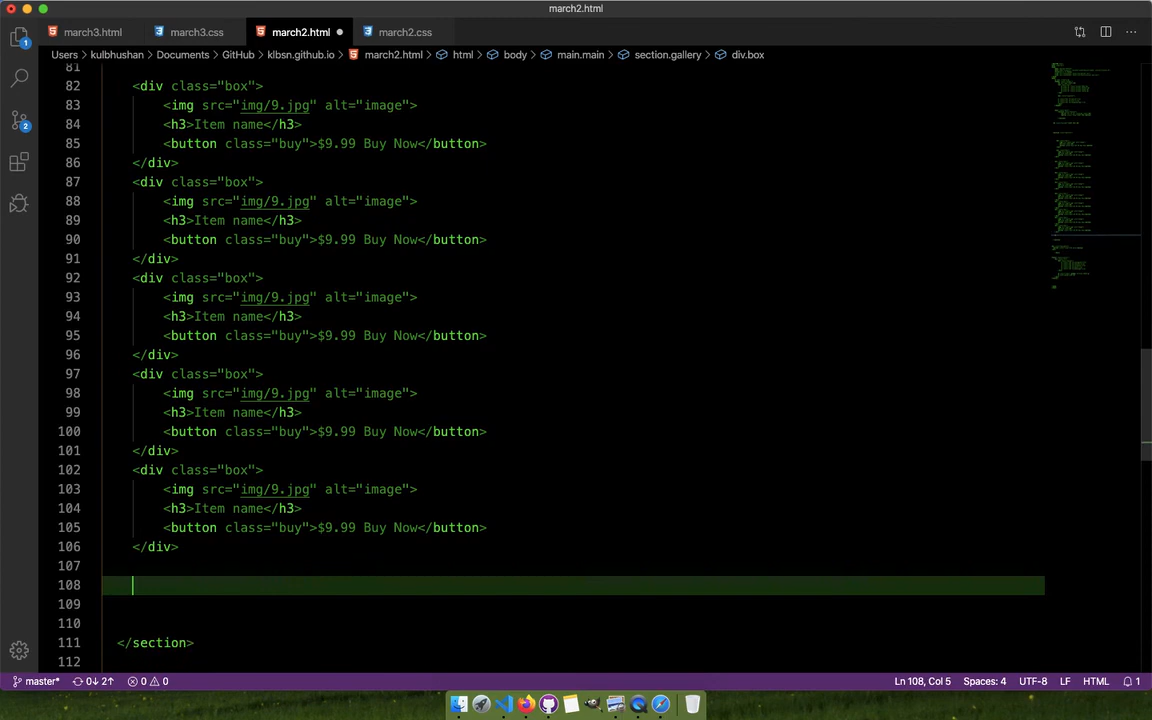 march2.html
march3.html march3.css march2.html march2.css
Users > kulbhushan > Documents > GitHub > klbsn.github.io > march2.html > html > body > main.main > section.gallery > div.box
81
82 <div class="box">
83 <img src="img/9.jpg" alt="image">
84 <h3>Item name</h3>
85 <button class="buy">$9.99 Buy Now</button>
86 </div>
87 <div class="box">
88 <img src="img/9.jpg" alt="image">
89 <h3>Item name</h3>
90 <button class="buy">$9.99 Buy Now</button>
91 </div>
92 <div class="box">
93 <img src="img/9.jpg" alt="image">
94 <h3>Item name</h3>
95 <button class="buy">$9.99 Buy Now</button>
96 </div>
97 <div class="box">
98 <img src="img/9.jpg" alt="image">
99 <h3>Item name</h3>
100 <button class="buy">$9.99 Buy Now</button>
101 </div>
102 <div class="box">
103 <img src="img/9.jpg" alt="image">
104 <h3>Item name</h3>
105 <button class="buy">$9.99 Buy Now</button>
106 </div>
107
108
109
110
111 </section>
112
1
2
master* 0↓ 2↑ 0 0 Ln 108, Col 5 Spaces: 4 UTF-8 LF HTML 1